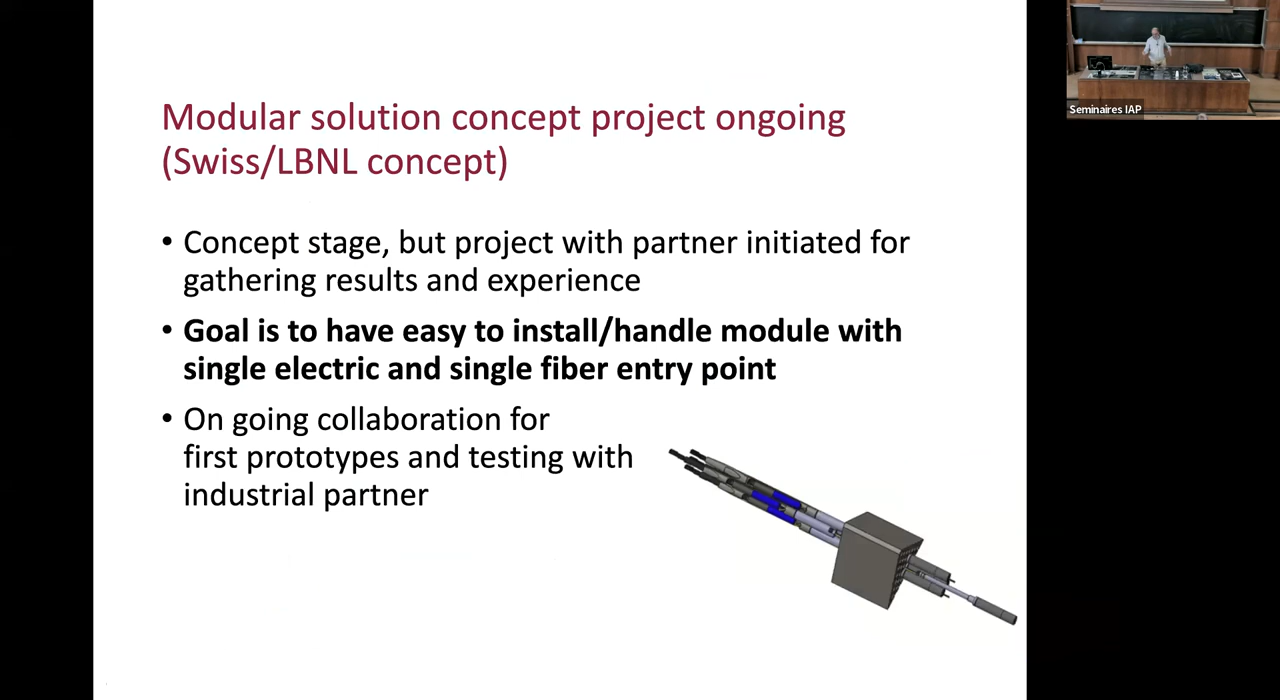 Modular solution concept project ongoing
(Swiss/LBNL concept)
• Concept stage, but project with partner initiated for
gathering results and experience
• Goal is to have easy to install/handle module with
single electric and single fiber entry point
• On going collaboration for
first prototypes and testing with
industrial partner
Seminaires IAP